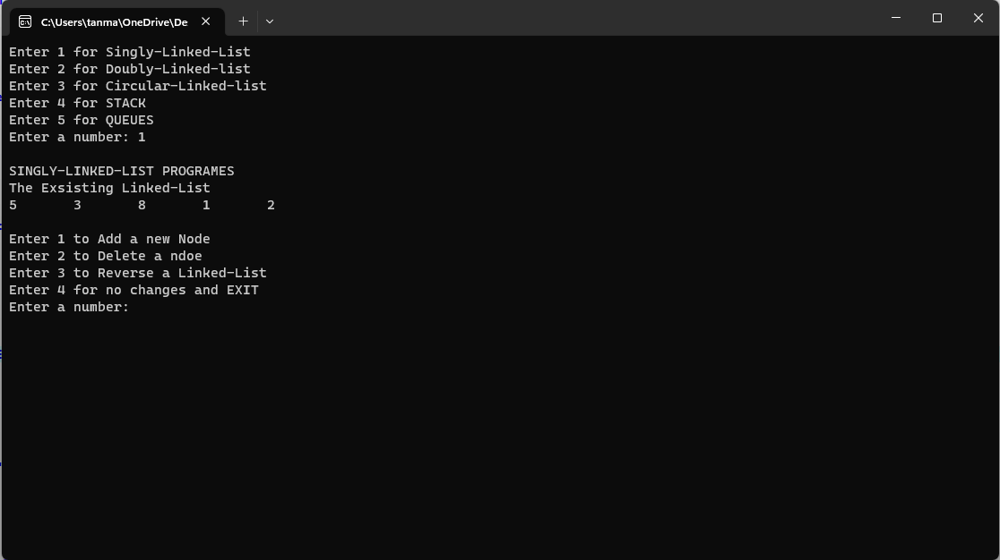 C:\Users\tanma\OneDrive\De
Enter 1 for Singly-Linked-List
Enter 2 for Doubly-Linked-list
Enter 3 for Circular-Linked-list
Enter 4 for STACK
Enter 5 for QUEUES
Enter a number: 1
SINGLY-LINKED-LIST PROGRAMES
The Exsisting Linked-List
5 3 8 1 2
Enter 1 to Add a new Node
Enter 2 to Delete a ndoe
Enter 3 to Reverse a Linked-List
Enter 4 for no changes and EXIT
Enter a number: